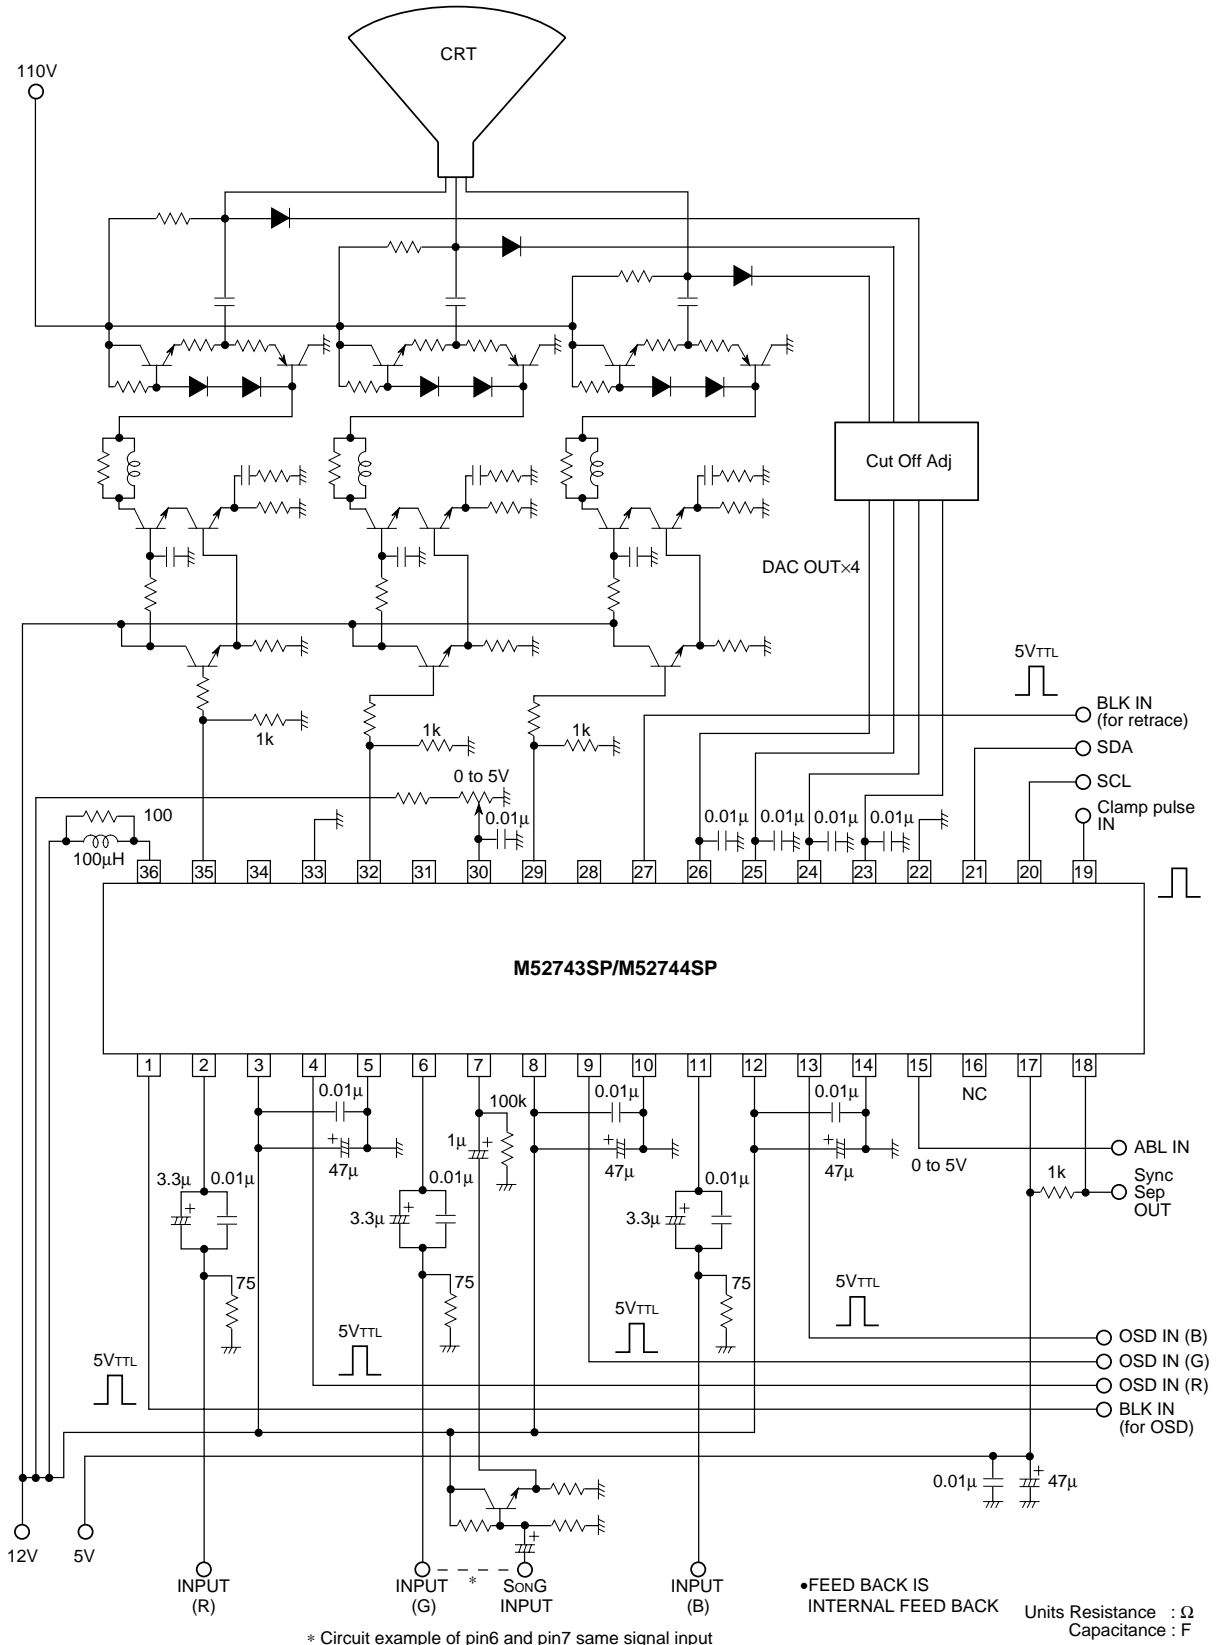 CRT
110V
Cut Off Adj
DAC OUT×4
5VTTL
BLK IN
(for retrace)
SDA
SCL
Clamp pulse
IN
1k
1k
1k
0 to 5V
0.01μ
100
100μH
0.01μ
0.01μ
0.01μ
0.01μ
36
35
34
33
32
31
30
29
28
27
26
25
24
23
22
21
20
19
M52743SP/M52744SP
1
2
3
4
5
6
7
8
9
10
11
12
13
14
15
16
17
18
NC
0.01μ
100k
0.01μ
0.01μ
1μ
+
+
47μ
+
47μ
+
47μ
0 to 5V
ABL IN
1k
Sync
Sep
OUT
3.3μ
+
0.01μ
3.3μ
+
0.01μ
3.3μ
+
0.01μ
75
75
75
5VTTL
5VTTL
5VTTL
5VTTL
OSD IN (B)
OSD IN (G)
OSD IN (R)
BLK IN
(for OSD)
0.01μ
+
47μ
+
12V
5V
INPUT
(R)
INPUT
(G)
*
SONG
INPUT
INPUT
(B)
•FEED BACK IS
INTERNAL FEED BACK
Units Resistance : Ω
Capacitance : F
* Circuit example of pin6 and pin7 same signal input